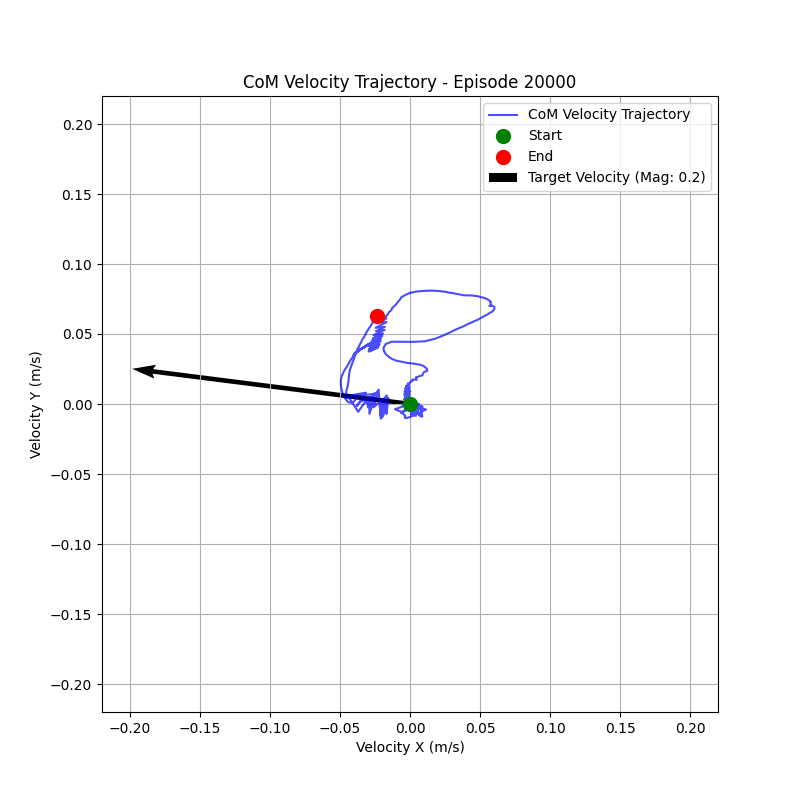 CoM Velocity Trajectory - Episode 20000
CoM Velocity Trajectory
Start
End
Target Velocity (Mag: 0.2)
0.20
0.15
0.10
0.05
0.00
−0.05
−0.10
−0.15
−0.20
Velocity Y (m/s)
−0.20 −0.15 −0.10 −0.05 0.00 0.05 0.10 0.15 0.20
Velocity X (m/s)